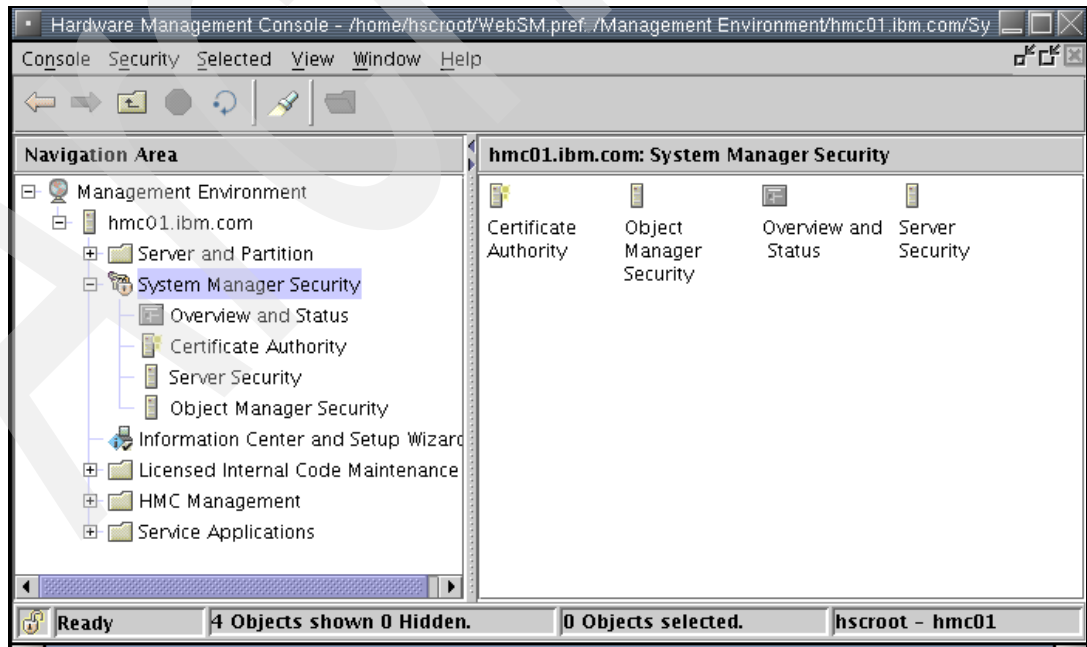 Hardware Management Console - /home/hscroot/WebSM.pref: /Management Environment/hmc01.ibm.com/Sy
Console Security Selected View Window Help
Navigation Area
hmc01.ibm.com: System Manager Security
Management Environment
hmc01.ibm.com
Server and Partition
System Manager Security
Overview and Status
Certificate Authority
Server Security
Object Manager Security
Information Center and Setup Wizard
Licensed Internal Code Maintenance
HMC Management
Service Applications
Certificate
Authority
Object
Manager
Security
Overview and
Status
Server
Security
Ready
4 Objects shown 0 Hidden.
0 Objects selected.
hscroot - hmc01